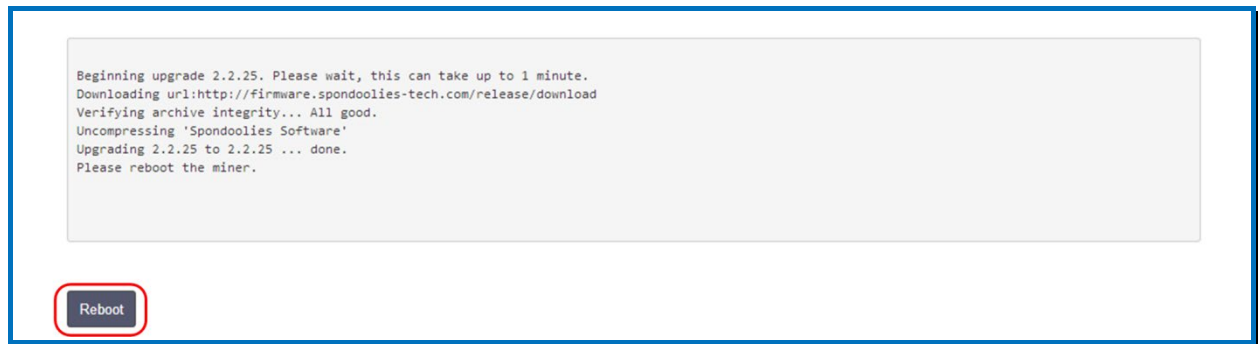 Beginning upgrade 2.2.25. Please wait, this can take up to 1 minute.
Downloading url:http://firmware.spondoolies-tech.com/release/download
Verifying archive integrity... All good.
Uncompressing 'Spondoolies Software'
Upgrading 2.2.25 to 2.2.25 ... done.
Please reboot the miner.
Reboot